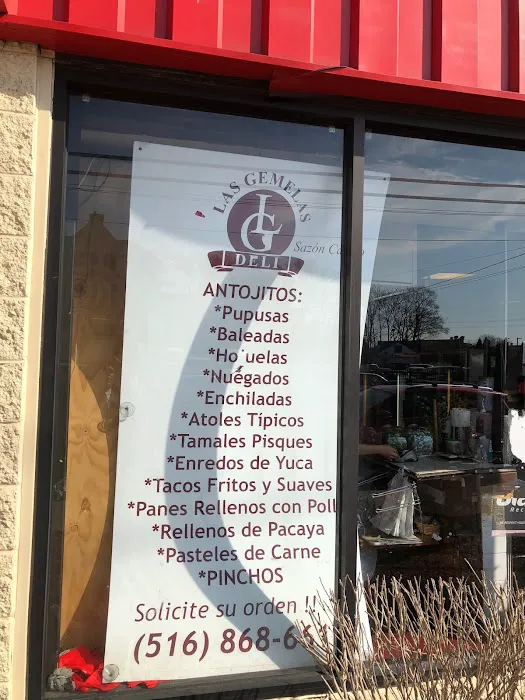 LAS GEMELAS
LG
DELI
Sazón
ANTOJITOS:
*Pupusas
*Baleadas
*Nuégados
*Enchiladas
*Atoles Típicos
*Tamales Pisques
*Enredos de Yuca
*Tacos Fritos y Suaves
*Panes Rellenos con Poll
*Rellenos de Pacaya
*Pasteles de Carne
*PINCHOS
Solicite su orden !!
(516) 868-6